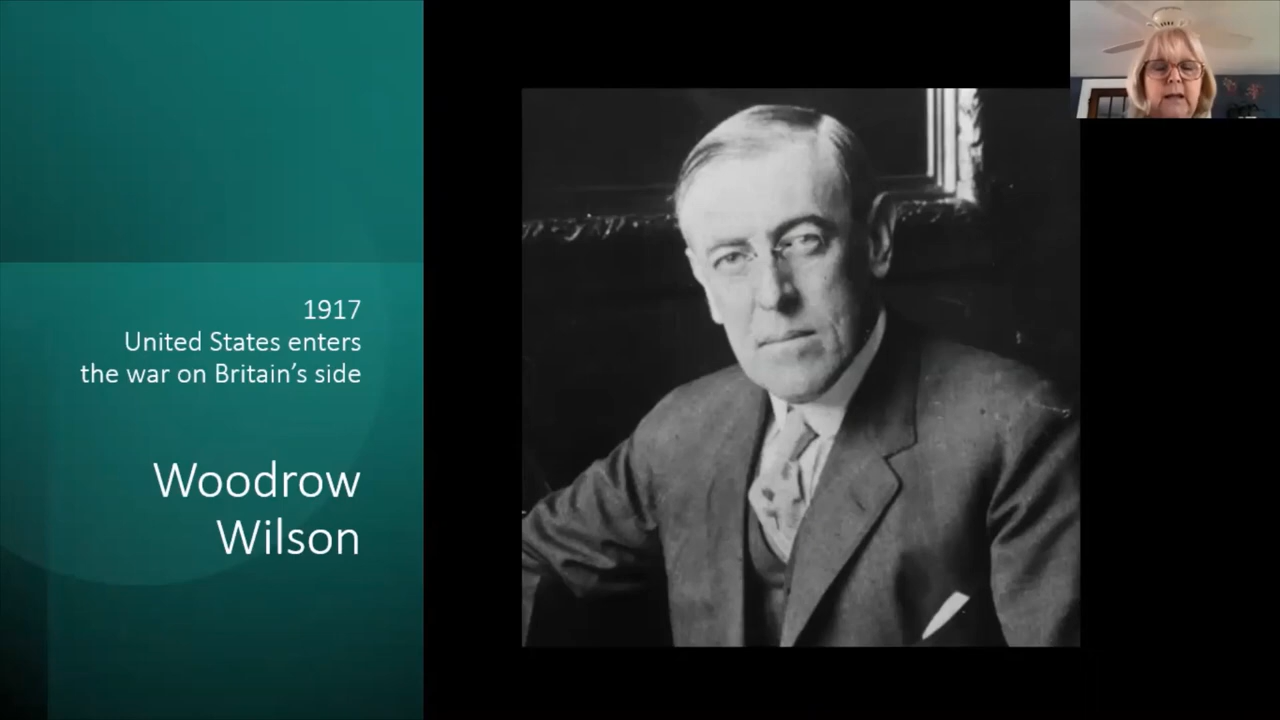 1917
United States enters
the war on Britain’s side
Woodrow
Wilson